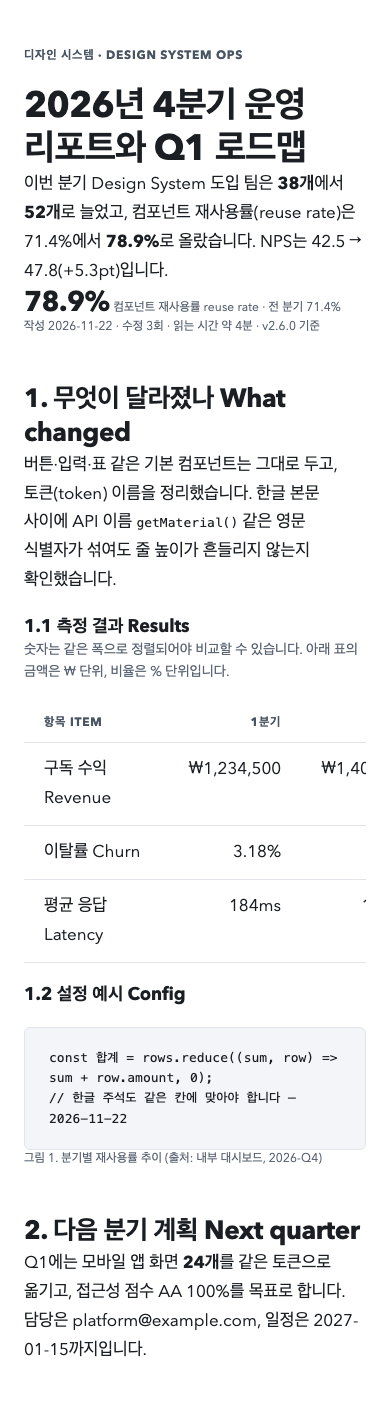 디자인 시스템 · DESIGN SYSTEM OPS
2026년 4분기 운영
리포트와 Q1 로드맵
이번 분기 Design System 도입 팀은 38개에서
52개로 늘었고, 컴포넌트 재사용률(reuse rate)은
71.4%에서 78.9%로 올랐습니다. NPS는 42.5 →
47.8(+5.3pt)입니다.
78.9% 컴포넌트 재사용률 reuse rate · 전 분기 71.4%
작성 2026-11-22 · 수정 3회 · 읽는 시간 약 4분 · v2.6.0 기준
1. 무엇이 달라졌나 What
changed
버튼·입력·표 같은 기본 컴포넌트는 그대로 두고,
토큰(token) 이름을 정리했습니다. 한글 본문
사이에 API 이름 getMaterial() 같은 영문
식별자가 섞여도 줄 높이가 흔들리지 않는지
확인했습니다.
1.1 측정 결과 Results
숫자는 같은 폭으로 정렬되어야 비교할 수 있습니다. 아래 표의
금액은 ₩ 단위, 비율은 % 단위입니다.
항목 ITEM 1분기
구독 수익 ₩1,234,500 ₩1,40
Revenue
이탈률 Churn 3.18%
평균 응답 184ms
Latency
1.2 설정 예시 Config
const 합계 = rows.reduce((sum, row) =>
sum + row.amount, 0);
// 한글 주석도 같은 칸에 맞아야 합니다 —
2026-11-22
그림 1. 분기별 재사용률 추이 (출처: 내부 대시보드, 2026-Q4)
2. 다음 분기 계획 Next quarter
Q1에는 모바일 앱 화면 24개를 같은 토큰으로
옮기고, 접근성 점수 AA 100%를 목표로 합니다.
담당은 platform@example.com, 일정은 2027-
01-15까지입니다.